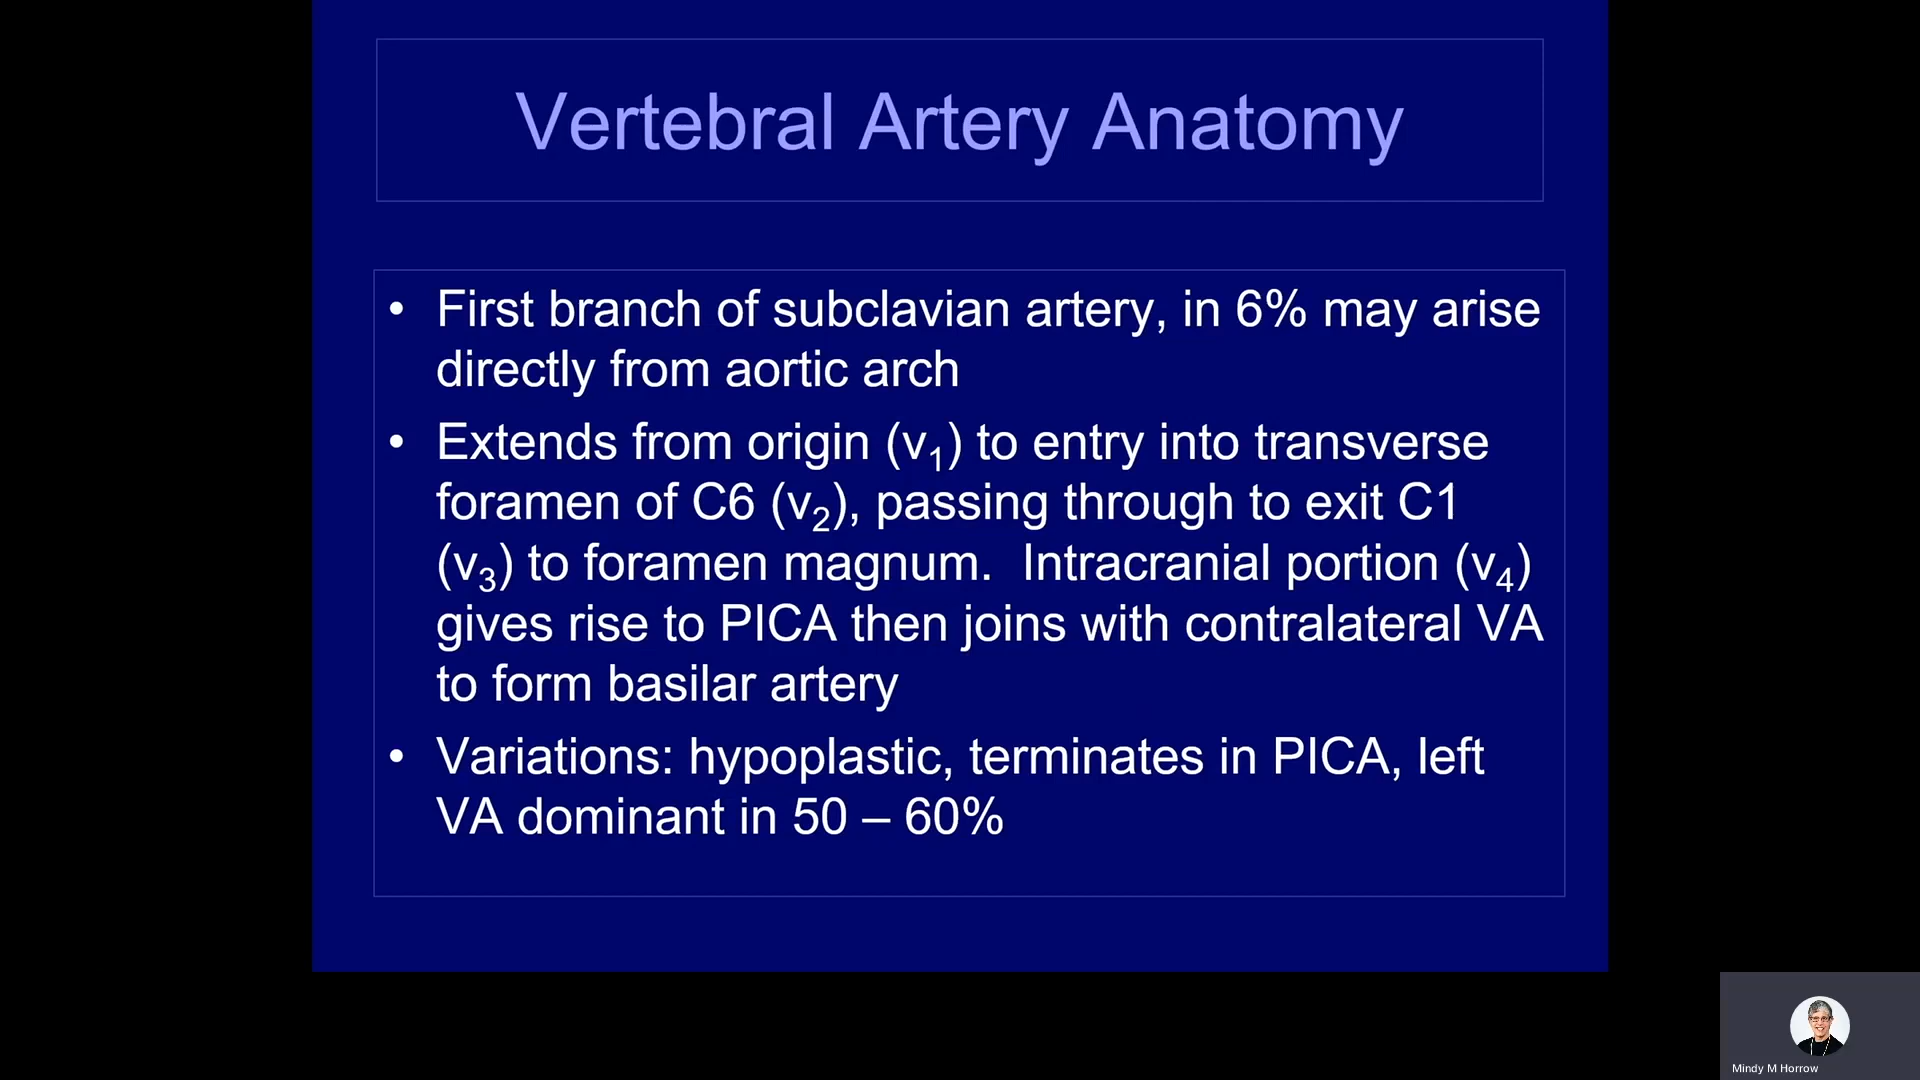 Vertebral Artery Anatomy
• First branch of subclavian artery, in 6% may arise
directly from aortic arch
• Extends from origin (v₁) to entry into transverse
foramen of C6 (v₂), passing through to exit C1
(v₃) to foramen magnum.  Intracranial portion (v₄)
gives rise to PICA then joins with contralateral VA
to form basilar artery
• Variations: hypoplastic, terminates in PICA, left
VA dominant in 50 – 60%
Mindy M Horrow